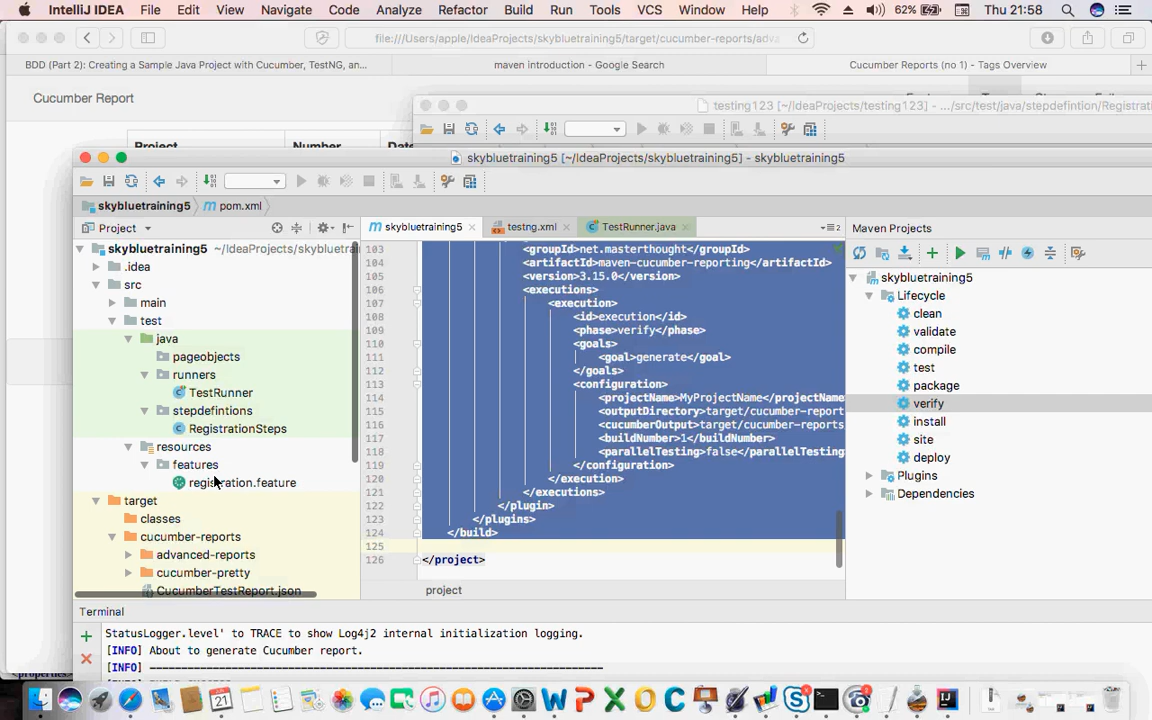 IntelliJ IDEA File Edit View Navigate Code Analyze Refactor Build Run Tools VCS Window Help 62% Thu 21:58
file:///Users/apple/IdeaProjects/skybluetraining5/target/cucumber-reports/adva
BDD (Part 2): Creating a Sample Java Project with Cucumber, TestNG, an... maven introduction - Google Search Cucumber Reports (no 1) - Tags Overview
Cucumber Report
testing123 [~/IdeaProjects/testing123] - .../src/test/java/stepdefintion/Registrati
Project Number Date
skybluetraining5 [~/IdeaProjects/skybluetraining5] - skybluetraining5
skybluetraining5 pom.xml
Project skybluetraining5 testng.xml TestRunner.java Maven Projects
skybluetraining5 ~/IdeaProjects/skybluetrai
.idea
src
main
test
java
pageobjects
runners
TestRunner
stepdefintions
RegistrationSteps
resources
features
registration.feature
target
classes
cucumber-reports
advanced-reports
cucumber-pretty
CucumberTestReport.json
103 <groupId>net.masterthought</groupId>
104 <artifactId>maven-cucumber-reporting</artifactId>
105 <version>3.15.0</version>
106 <executions>
107 <execution>
108 <id>execution</id>
109 <phase>verify</phase>
110 <goals>
111 <goal>generate</goal>
112 </goals>
113 <configuration>
114 <projectName>MyProjectName</projectName
115 <outputDirectory>target/cucumber-report
116 <cucumberOutput>target/cucumber-reports
117 <buildNumber>1</buildNumber>
118 <parallelTesting>false</parallelTesting
119 </configuration>
120 </execution>
121 </executions>
122 </plugin>
123 </plugins>
124 </build>
125
126 </project>
project
skybluetraining5
Lifecycle
clean
validate
compile
test
package
verify
install
site
deploy
Plugins
Dependencies
Terminal
StatusLogger.level' to TRACE to show Log4j2 internal initialization logging.
[INFO] About to generate Cucumber report.
[INFO] ------------------------------------------------------------------------